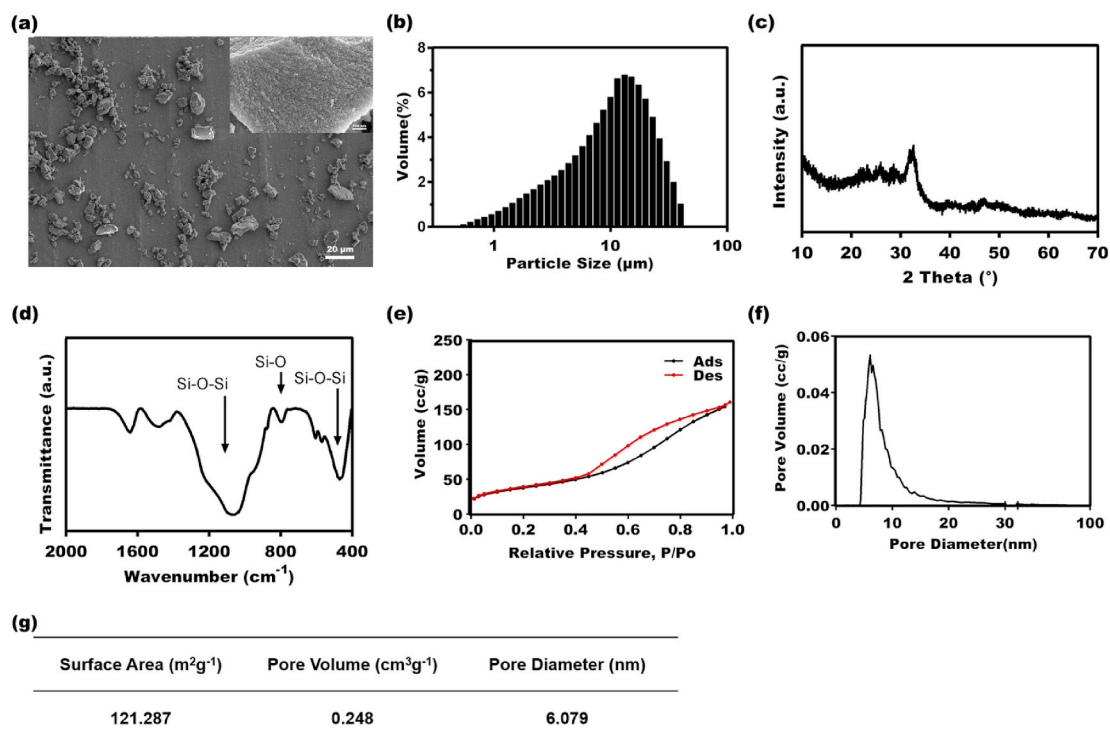 (a)
20 μm
(b)
8
6
4
2
0
Volume(%)
1 10 100
Particle Size (μm)
(c)
Intensity (a.u.)
10 20 30 40 50 60 70
2 Theta (°)
(d)
Transmittance (a.u.)
Si-O-Si
Si-O
Si-O-Si
2000 1600 1200 800 400
Wavenumber (cm-1)
(e)
Volume (cc/g)
250
200
150
100
50
0
Ads
Des
0.0 0.2 0.4 0.6 0.8 1.0
Relative Pressure, P/Po
(f)
Pore Volume (cc/g)
0.06
0.04
0.02
0.00
0 10 20 30 100
Pore Diameter(nm)
(g)
Surface Area (m2g-1) Pore Volume (cm3g-1) Pore Diameter (nm)
121.287 0.248 6.079